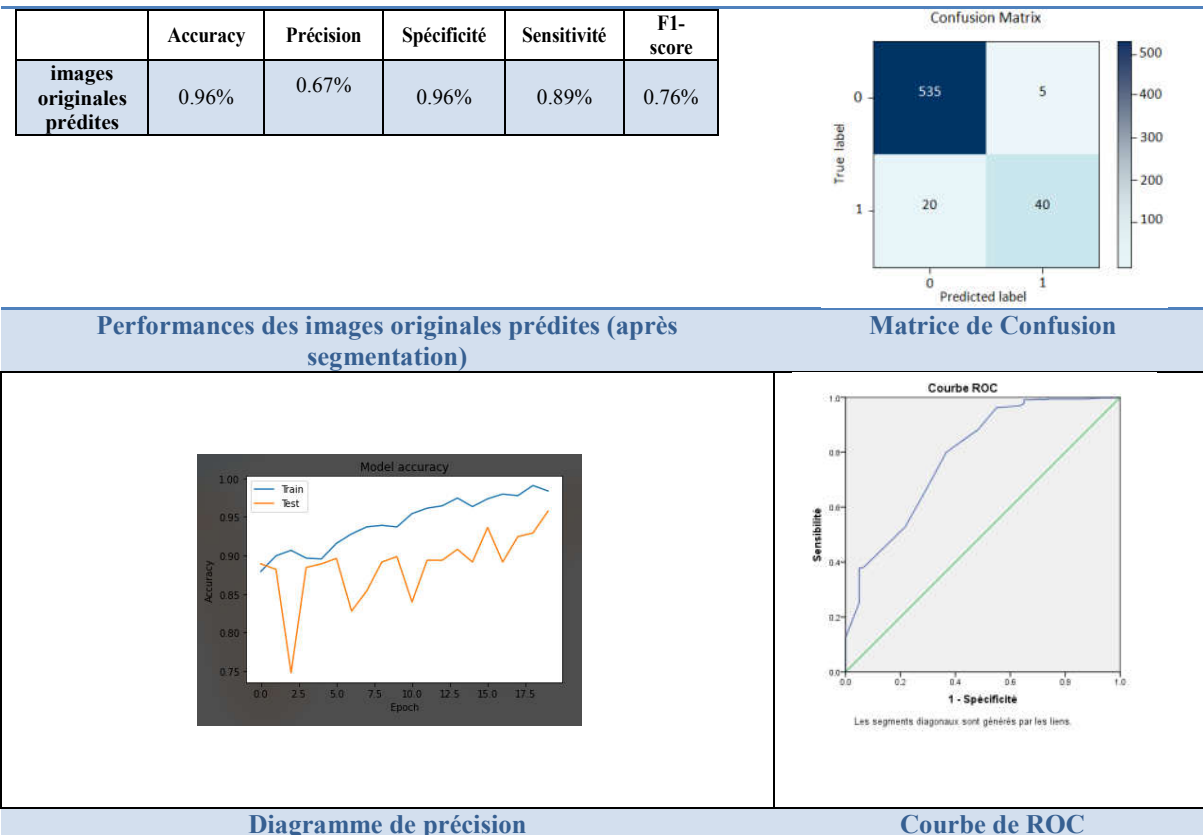 Accuracy Précision Spécificité Sensitivité F1-
score
images
originales
prédites
0.96% 0.67% 0.96% 0.89% 0.76%
Confusion Matrix
True label
0
1
535 5
20 40
0 1
Predicted label
500
400
300
200
100
Performances des images originales prédites (après
segmentation)
Matrice de Confusion
Model accuracy
Train
Test
Accuracy
1.00
0.95
0.90
0.85
0.80
0.75
0.0 2.5 5.0 7.5 10.0 12.5 15.0 17.5
Epoch
Courbe ROC
Sensibilité
1.0
0.8
0.6
0.4
0.2
0.0
0.0 0.2 0.4 0.6 0.8 1.0
1 - Spécificité
Les segments diagonaux sont générés par les liens.
Diagramme de précision
Courbe de ROC